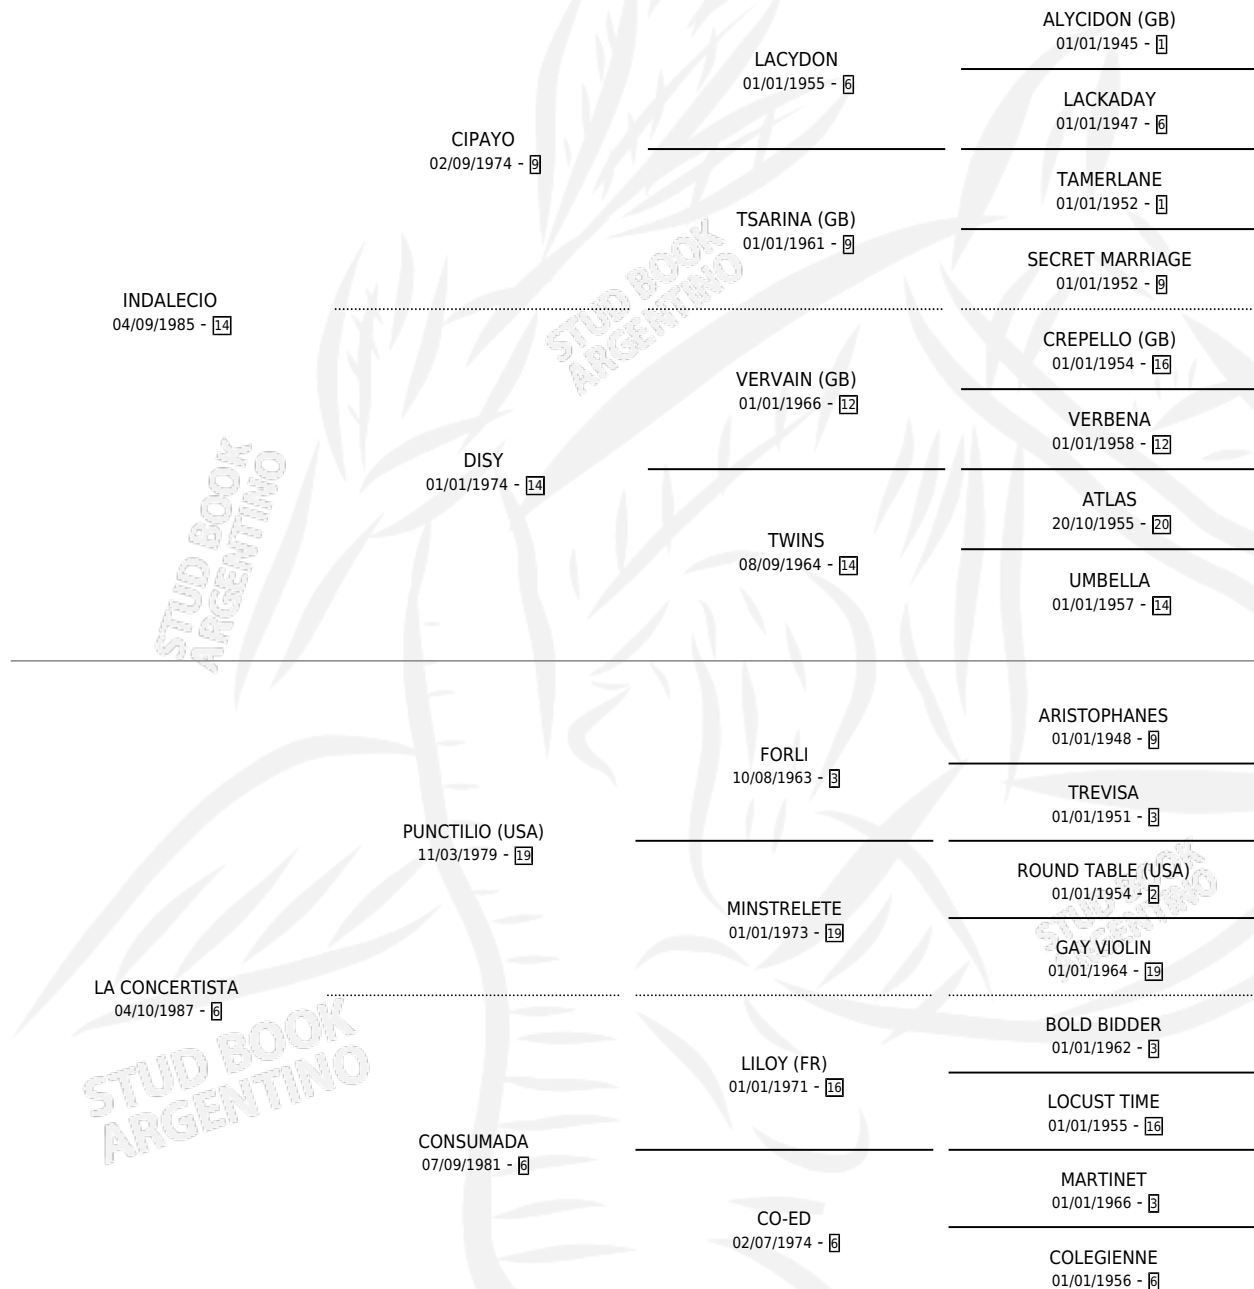 ALYCIDON (GB)
01/01/1945 - 1
LACYDON
01/01/1955 - 6
LACKADAY
01/01/1947 - 6
CIPAYO
02/09/1974 - 9
TAMERLANE
01/01/1952 - 1
TSARINA (GB)
01/01/1961 - 9
SECRET MARRIAGE
01/01/1952 - 9
INDALECIO
04/09/1985 - 14
STUD BOOK
ARGENTINO
CREPELLO (GB)
01/01/1954 - 16
VERVAIN (GB)
01/01/1966 - 12
VERBENA
01/01/1958 - 12
DISY
01/01/1974 - 14
ATLAS
20/10/1955 - 20
TWINS
08/09/1964 - 14
UMBELLA
01/01/1957 - 14
STUD BOOK
ARGENTINO
ARISTOPHANES
01/01/1948 - 9
FORLI
10/08/1963 - 3
TREVISA
01/01/1951 - 3
PUNCTILIO (USA)
11/03/1979 - 19
ROUND TABLE (USA)
01/01/1954 - 2
MINSTRELETE
01/01/1973 - 19
GAY VIOLIN
01/01/1964 - 19
STUD BOOK
ARGENTINO
LA CONCERTISTA
04/10/1987 - 6
BOLD BIDDER
01/01/1962 - 3
LILOY (FR)
01/01/1971 - 16
LOCUST TIME
01/01/1955 - 16
STUD BOOK
ARGENTINO
CONSUMADA
07/09/1981 - 6
MARTINET
01/01/1966 - 3
CO-ED
02/07/1974 - 6
COLEGIENNE
01/01/1956 - 6